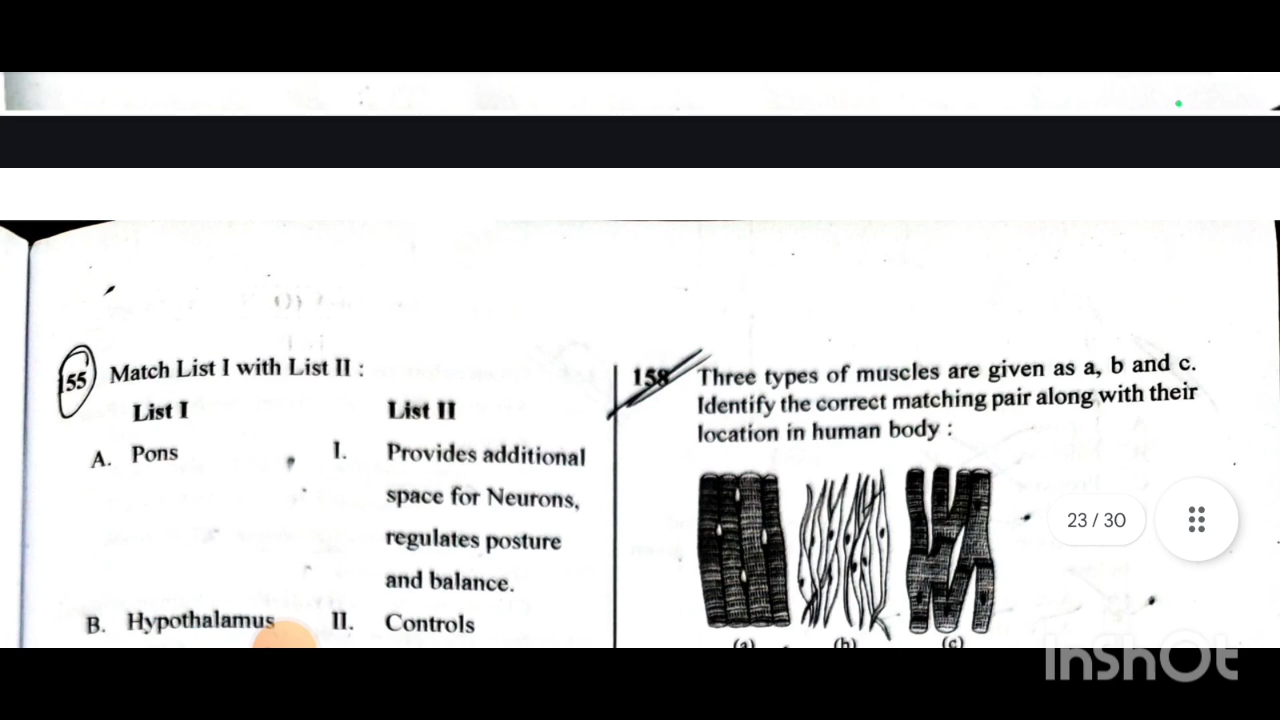 155 Match List I with List II :
List I List II
A. Pons I. Provides additional
space for Neurons,
regulates posture
and balance.
B. Hypothalamus II. Controls
158 Three types of muscles are given as a, b and c.
Identify the correct matching pair along with their
location in human body :
(a) (b) (c)
23 / 30
InShOt